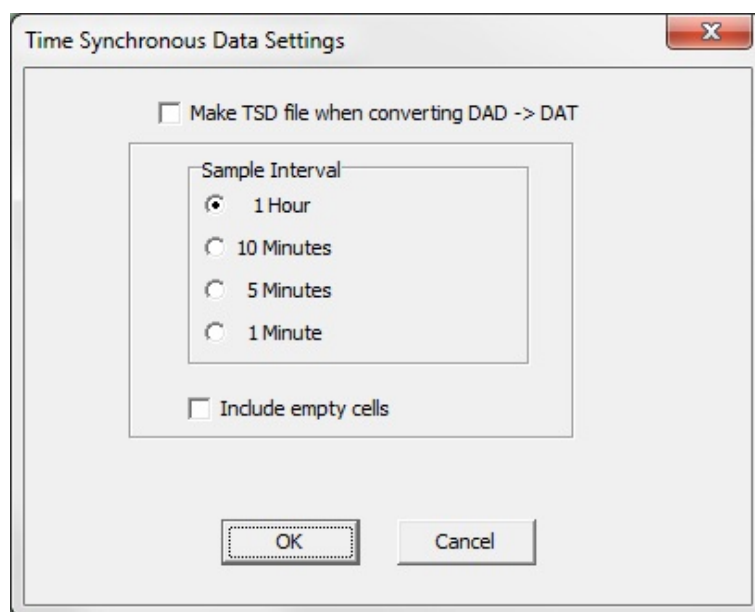 Time Synchronous Data Settings
Make TSD file when converting DAD -> DAT
Sample Interval
1 Hour
10 Minutes
5 Minutes
1 Minute
Include empty cells
OK Cancel